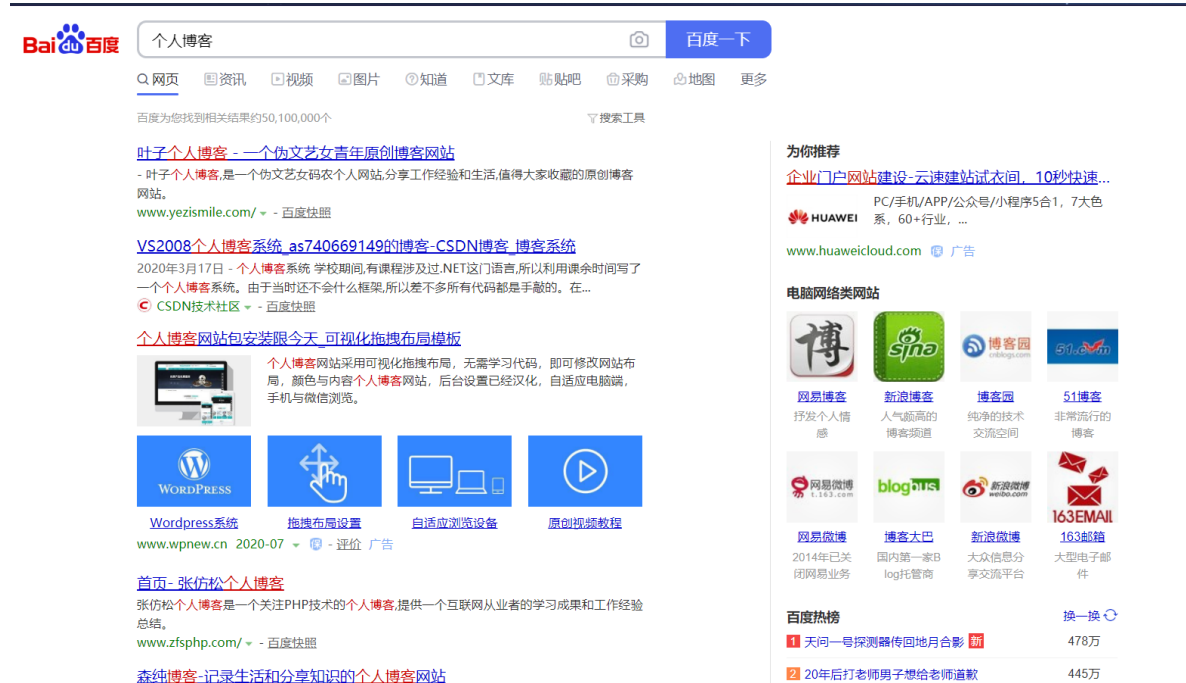 Bai du 百度
个人博客
百度一下
网页 资讯 视频 图片 知道 文库 贴吧 采购 地图 更多
百度为您找到相关结果约50,100,000个
搜索工具
叶子个人博客 - 一个伪文艺女青年原创博客网站
- 叶子个人博客,是一个伪文艺女码农个人网站,分享工作经验和生活,值得大家收藏的原创博客
网站。
www.yezismile.com/ - 百度快照
VS2008个人博客系统_as740669149的博客-CSDN博客_博客系统
2020年3月17日 - 个人博客系统 学校期间,有课程涉及过.NET这门语言,所以利用课余时间写了
一个个人博客系统。由于当时还不会什么框架,所以差不多所有代码都是手敲的。在...
CSDN技术社区 - 百度快照
个人博客网站包安装限今天_可视化拖拽布局模板
个人博客网站采用可视化拖拽布局，无需学习代码，即可修改网站布
局，颜色与内容个人博客网站，后台设置已经汉化，自适应电脑端，
手机与微信浏览。
WORDPRESS
Wordpress系统 拖拽布局设置 自适应浏览设备 原创视频教程
www.wpnew.cn 2020-07 - 评价 广告
首页- 张仿松个人博客
张仿松个人博客是一个关注PHP技术的个人博客,提供一个互联网从业者的学习成果和工作经验
总结。
www.zfsphp.com/ - 百度快照
森纯博客-记录生活和分享知识的个人博客网站
为你推荐
企业门户网站建设-云速建站试衣间，10秒快速...
HUAWEI
PC/手机/APP/公众号/小程序5合1，7大色
系，60+行业，...
www.huaweicloud.com 广告
电脑网络类网站
博 sina 博客园 cnblogs.com 51.com
网易博客 新浪博客 博客园 51博客
抒发个人情 人气颇高的 纯净的技术 非常流行的
感 博客频道 交流空间 博客
网易微博 t.163.com blogbus 新浪微博 weibo.com 163EMAIL
网易微博 博客大巴 新浪微博 163邮箱
2014年已关 国内第一家B 大众信息分 大型电子邮
闭网易业务 log托管商 享交流平台 件
百度热榜 换一换
1 天问一号探测器传回地月合影 新 478万
2 20年后打老师男子想给老师道歉 445万